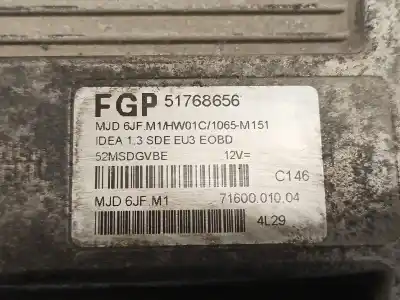 FGP 51768656
MJD 6JF.M1/HW01C/1065-M151
IDEA 1.3 SDE EU3 EOBD
52MSDGVBE 12V=
C146
MJD 6JF.M1 71600.010.04
4L29